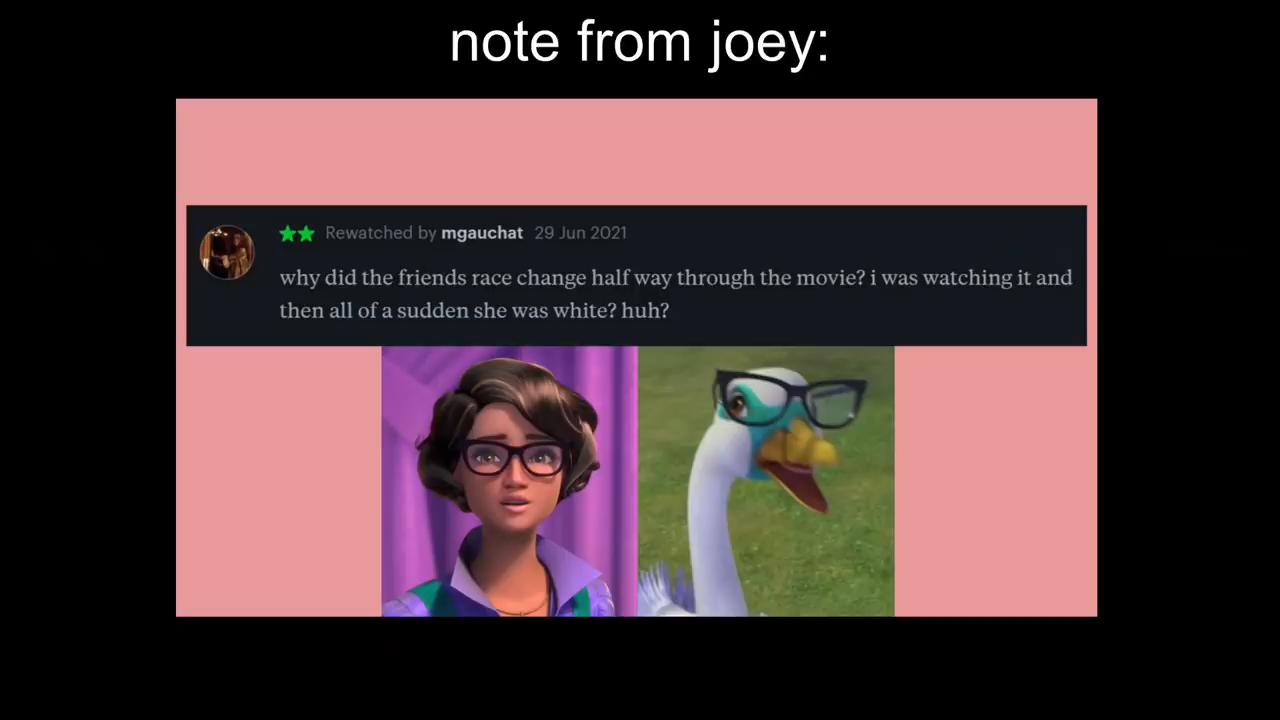 note from joey:
★★ Rewatched by mgauchat 29 Jun 2021
why did the friends race change half way through the movie? i was watching it and
then all of a sudden she was white? huh?